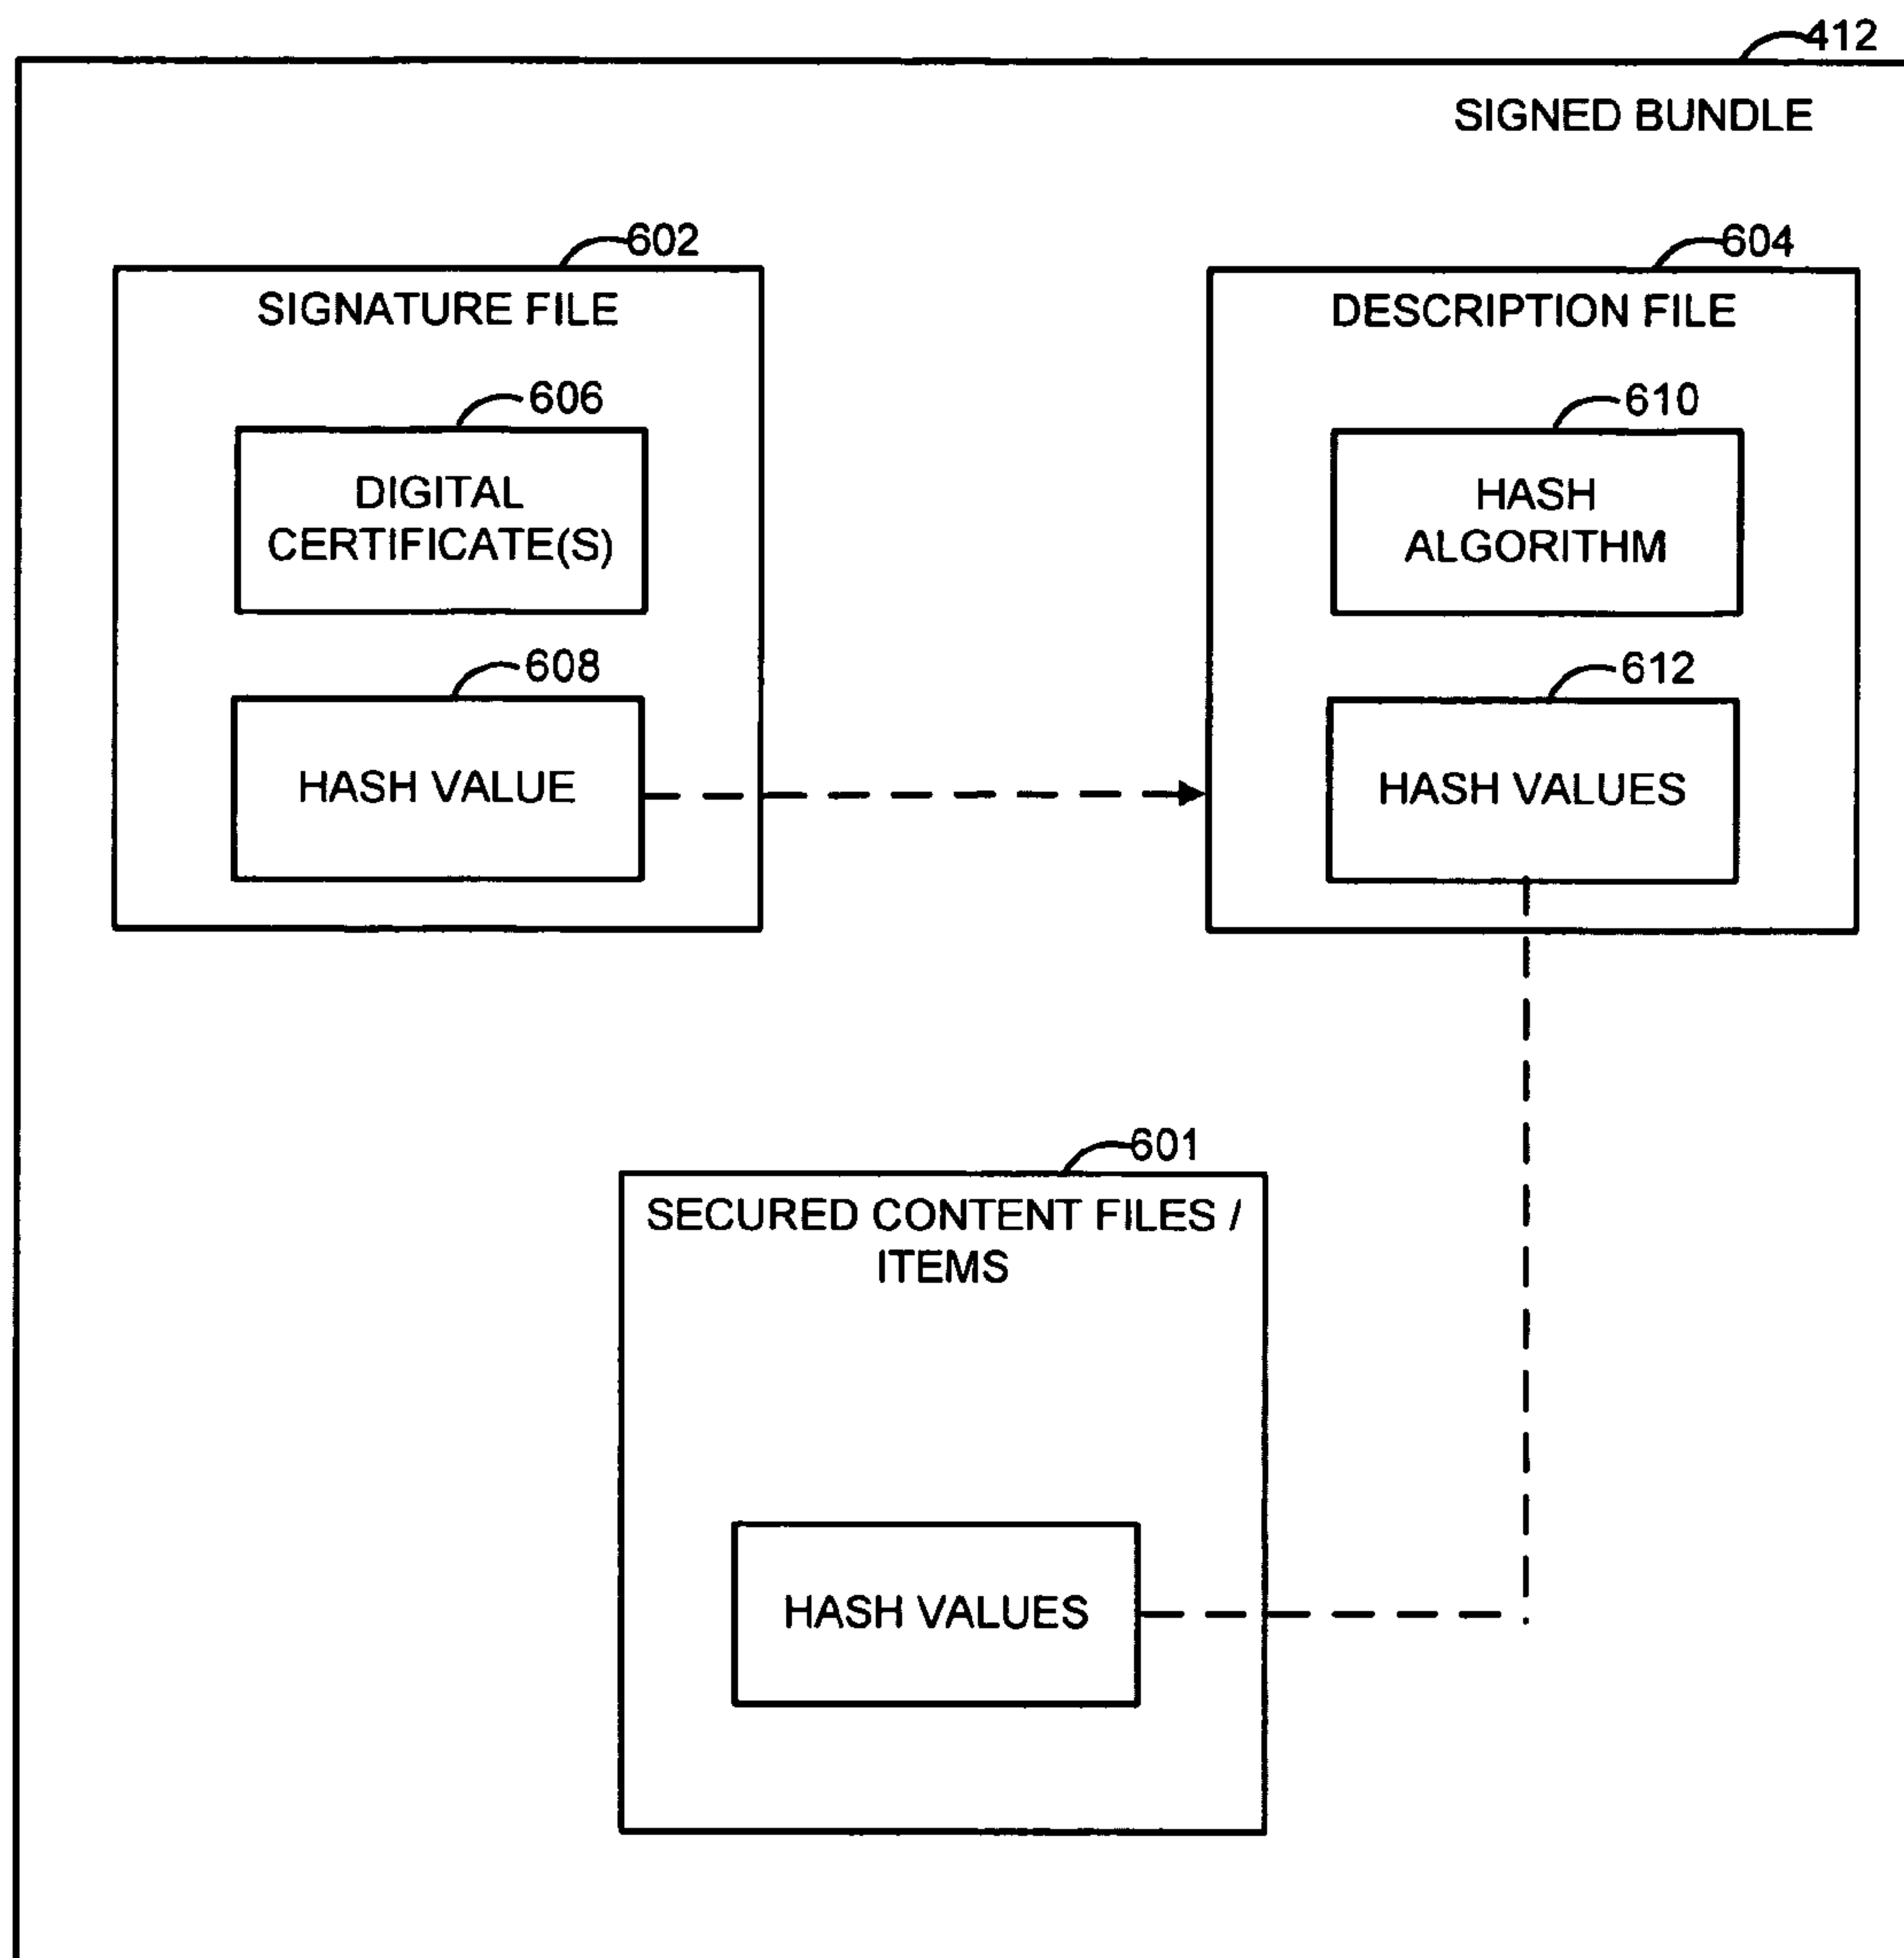 412
SIGNED BUNDLE
602
SIGNATURE FILE
606
DIGITAL
CERTIFICATE(S)
608
HASH VALUE
604
DESCRIPTION FILE
610
HASH
ALGORITHM
612
HASH VALUES
601
SECURED CONTENT FILES /
ITEMS
HASH VALUES